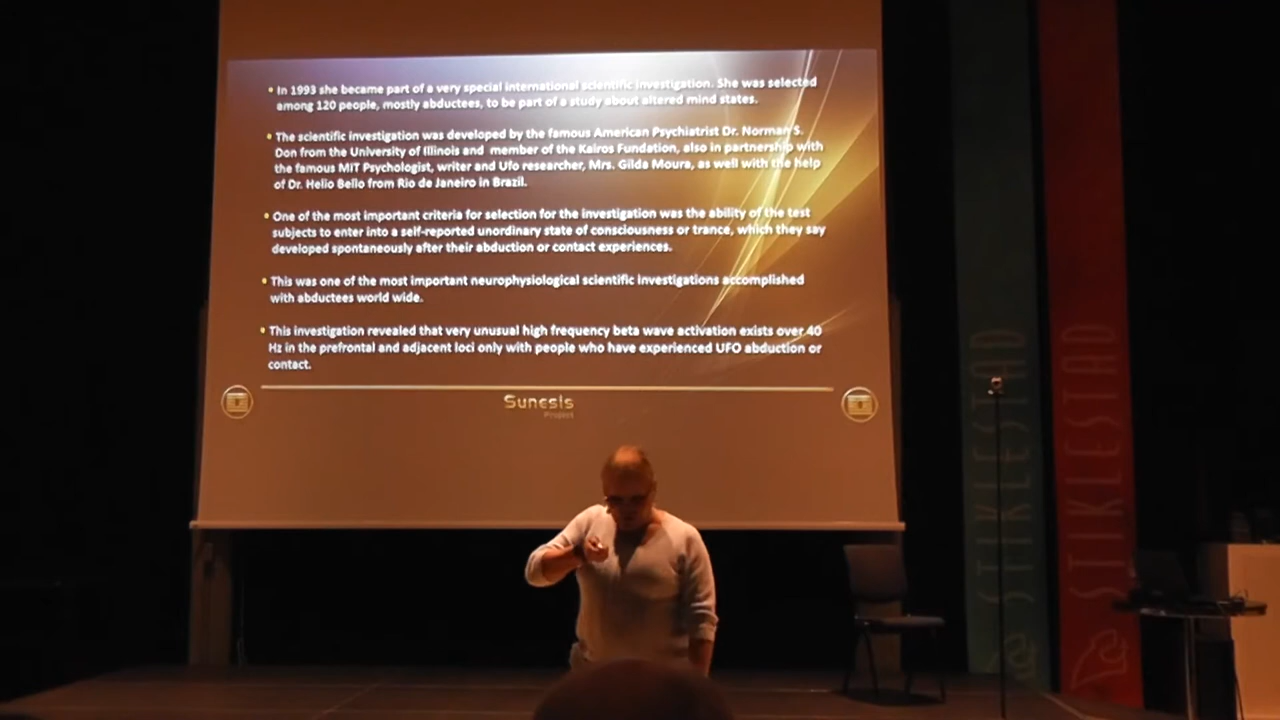 • In 1993 she became part of a very special international scientific investigation. She was selected
among 120 people, mostly abductees, to be part of a study about altered mind states.
• The scientific investigation was developed by the famous American Psychiatrist Dr. Norman S.
Don from the University of Illinois and member of the Kairos Foundation, also in partnership with
the famous MIT Psychologist, writer and Ufo researcher, Mrs. Gilda Moura, as well with the help
of Dr. Helio Bello from Rio de Janeiro in Brazil.
• One of the most important criteria for selection for the investigation was the ability of the test
subjects to enter into a self-reported unordinary state of consciousness or trance, which they say
developed spontaneously after their abduction or contact experiences.
• This was one of the most important neurophysiological scientific investigations accomplished
with abductees world wide.
• This investigation revealed that very unusual high frequency beta wave activation exists over 40
Hz in the prefrontal and adjacent loci only with people who have experienced UFO abduction or
contact.
Sunesis
Project
STIKLESTAD
STIKLESTAD